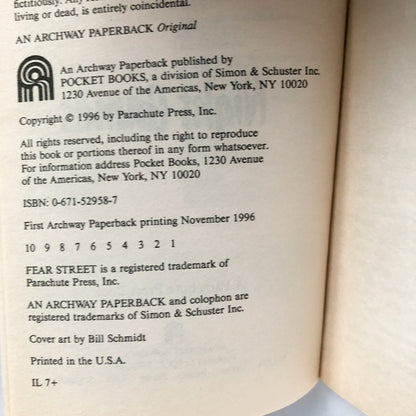 fictitiously. Any
living or dead, is entirely coincidental.
AN ARCHWAY PAPERBACK Original
An Archway Paperback published by
POCKET BOOKS, a division of Simon & Schuster Inc.
1230 Avenue of the Americas, New York, NY 10020
Copyright © 1996 by Parachute Press, Inc.
All rights reserved, including the right to reproduce
this book or portions thereof in any form whatsoever.
For information address Pocket Books, 1230 Avenue
of the Americas, New York, NY 10020
ISBN: 0-671-52958-7
First Archway Paperback printing November 1996
10 9 8 7 6 5 4 3 2 1
FEAR STREET is a registered trademark of
Parachute Press, Inc.
AN ARCHWAY PAPERBACK and colophon are
registered trademarks of Simon & Schuster Inc.
Cover art by Bill Schmidt
Printed in the U.S.A.
IL 7+